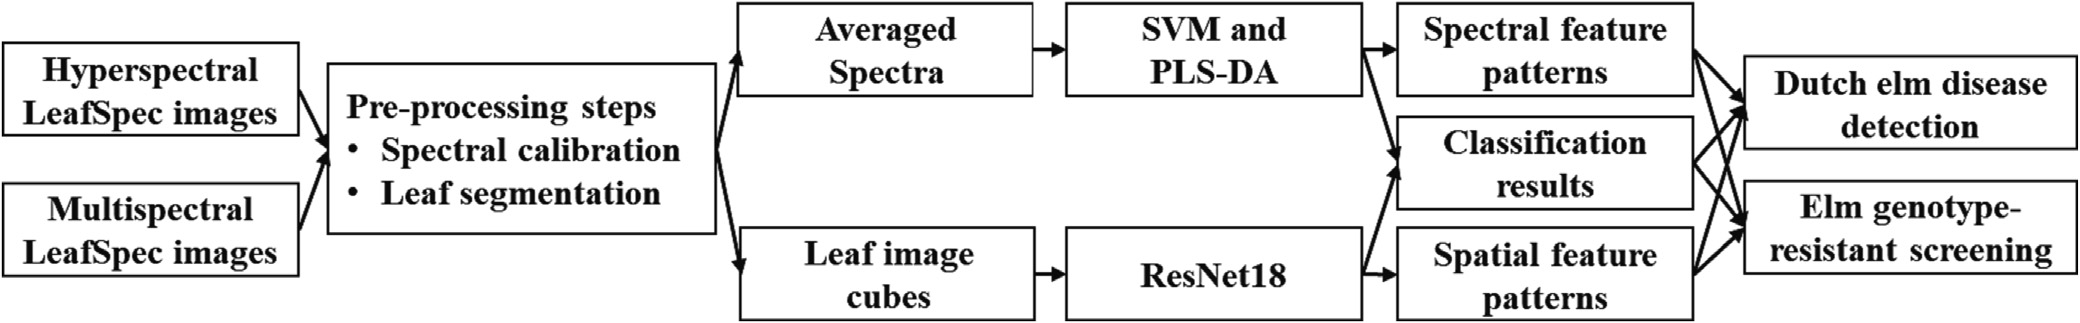 Hyperspectral
LeafSpec images
Multispectral
LeafSpec images
Pre-processing steps
• Spectral calibration
• Leaf segmentation
Averaged
Spectra
Leaf image
cubes
SVM and
PLS-DA
ResNet18
Spectral feature
patterns
Classification
results
Spatial feature
patterns
Dutch elm disease
detection
Elm genotype-
resistant screening